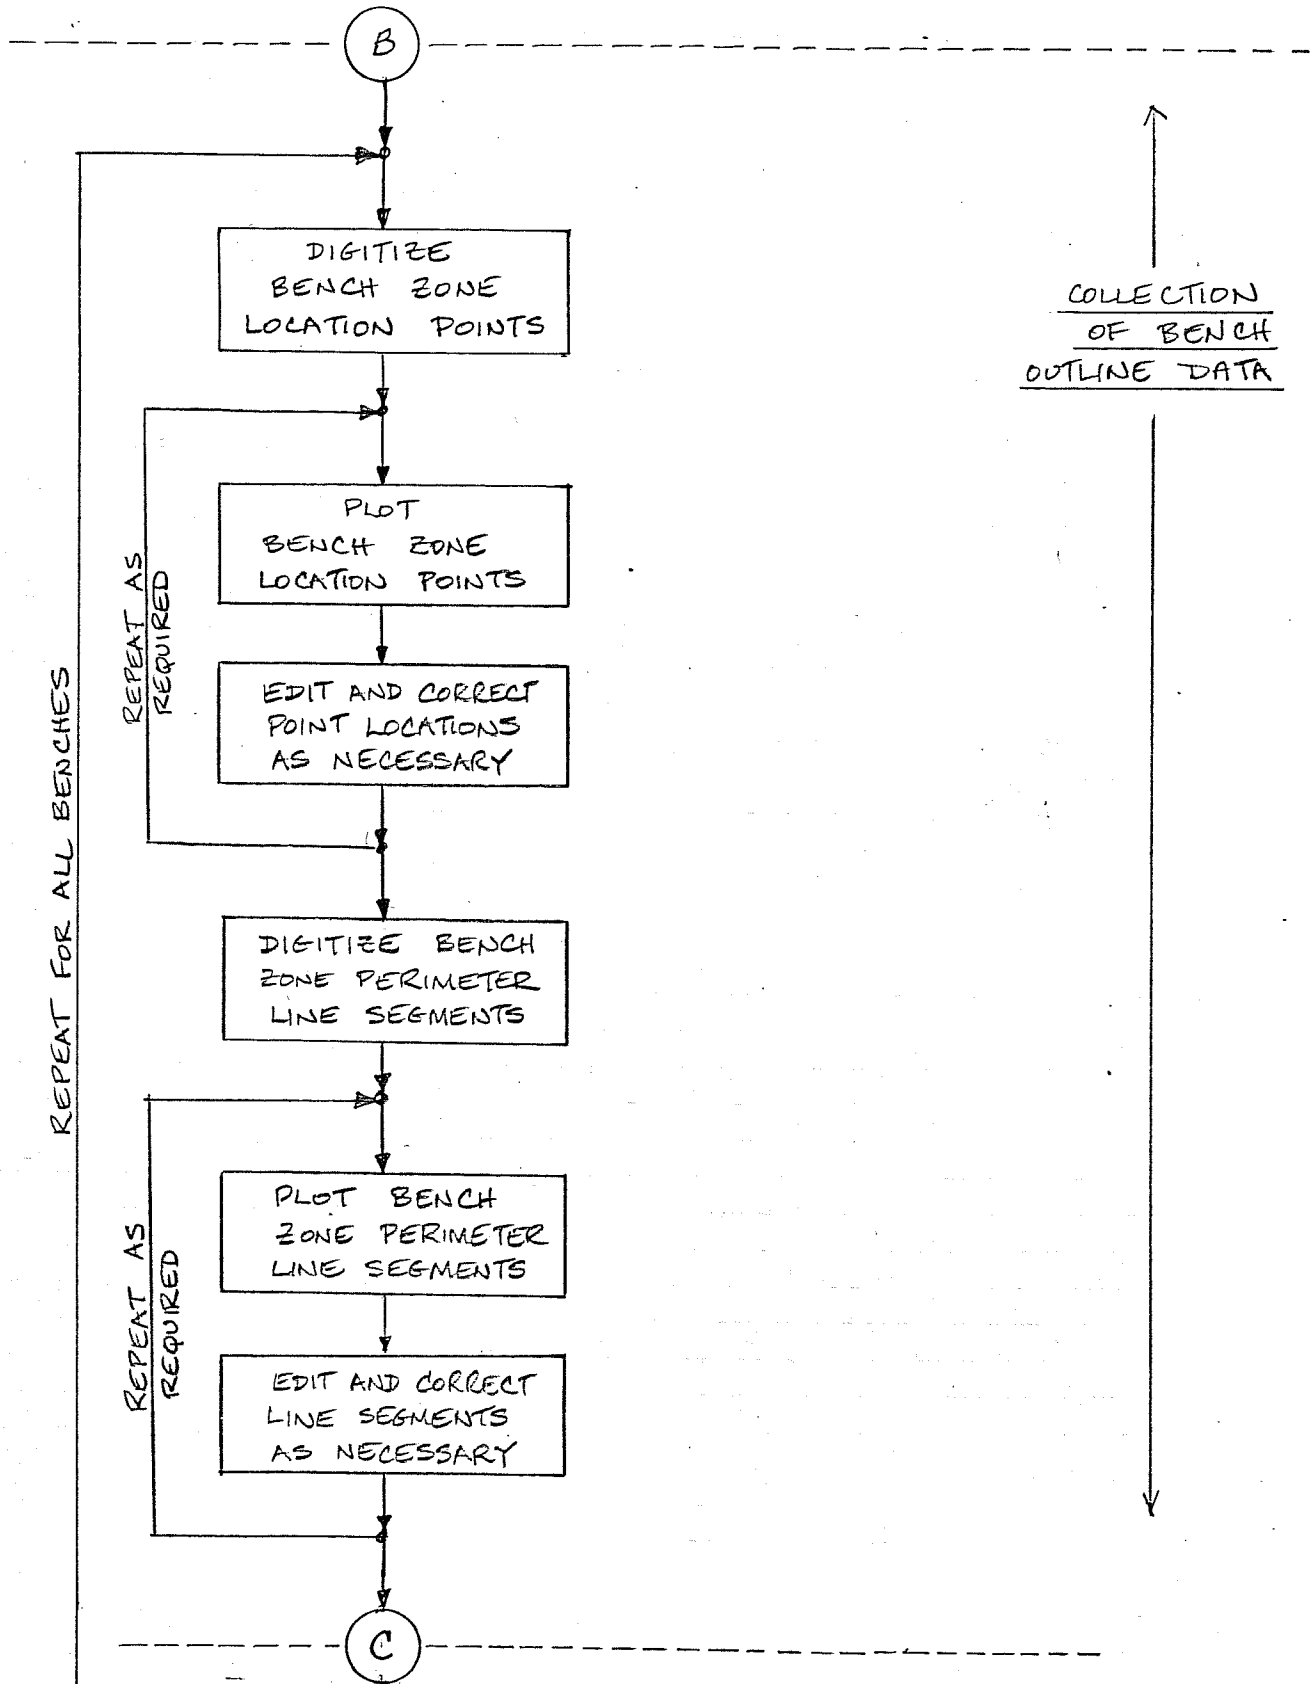 B
DIGITIZE
BENCH ZONE
LOCATION POINTS
COLLECTION
OF BENCH
OUTLINE DATA
PLOT
BENCH ZONE
LOCATION POINTS
REPEAT AS
REQUIRED
EDIT AND CORRECT
POINT LOCATIONS
AS NECESSARY
REPEAT FOR ALL BENCHES
DIGITIZE BENCH
ZONE PERIMETER
LINE SEGMENTS
PLOT BENCH
ZONE PERIMETER
LINE SEGMENTS
REPEAT AS
REQUIRED
EDIT AND CORRECT
LINE SEGMENTS
AS NECESSARY
C